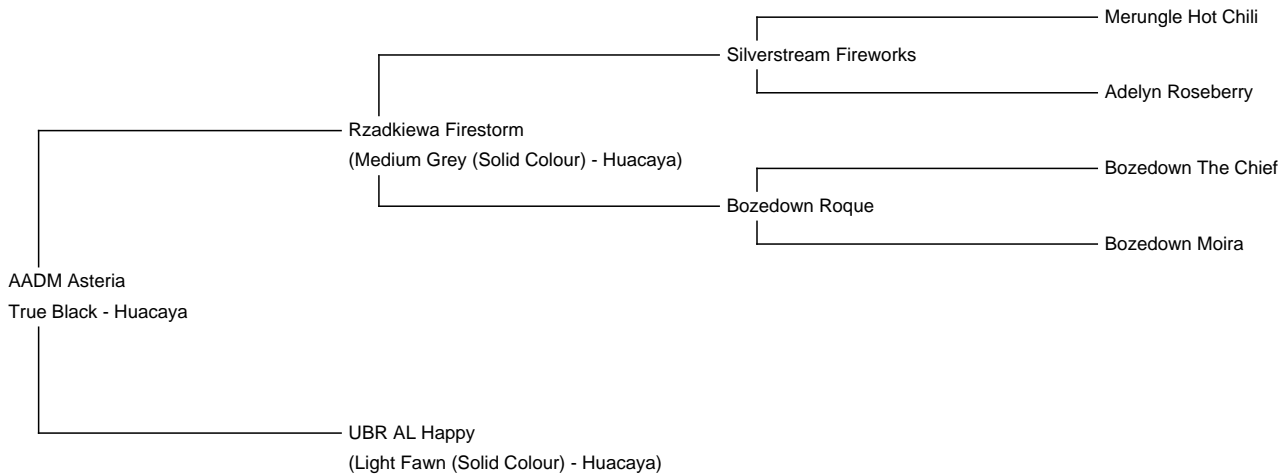 Merungle Hot Chili
Silverstream Fireworks
Adelyn Roseberry
Rzadkiewa Firestorm
(Medium Grey (Solid Colour) - Huacaya)
Bozedown The Chief
Bozedown Roque
Bozedown Moira
AADM Asteria
True Black - Huacaya
UBR AL Happy
(Light Fawn (Solid Colour) - Huacaya)